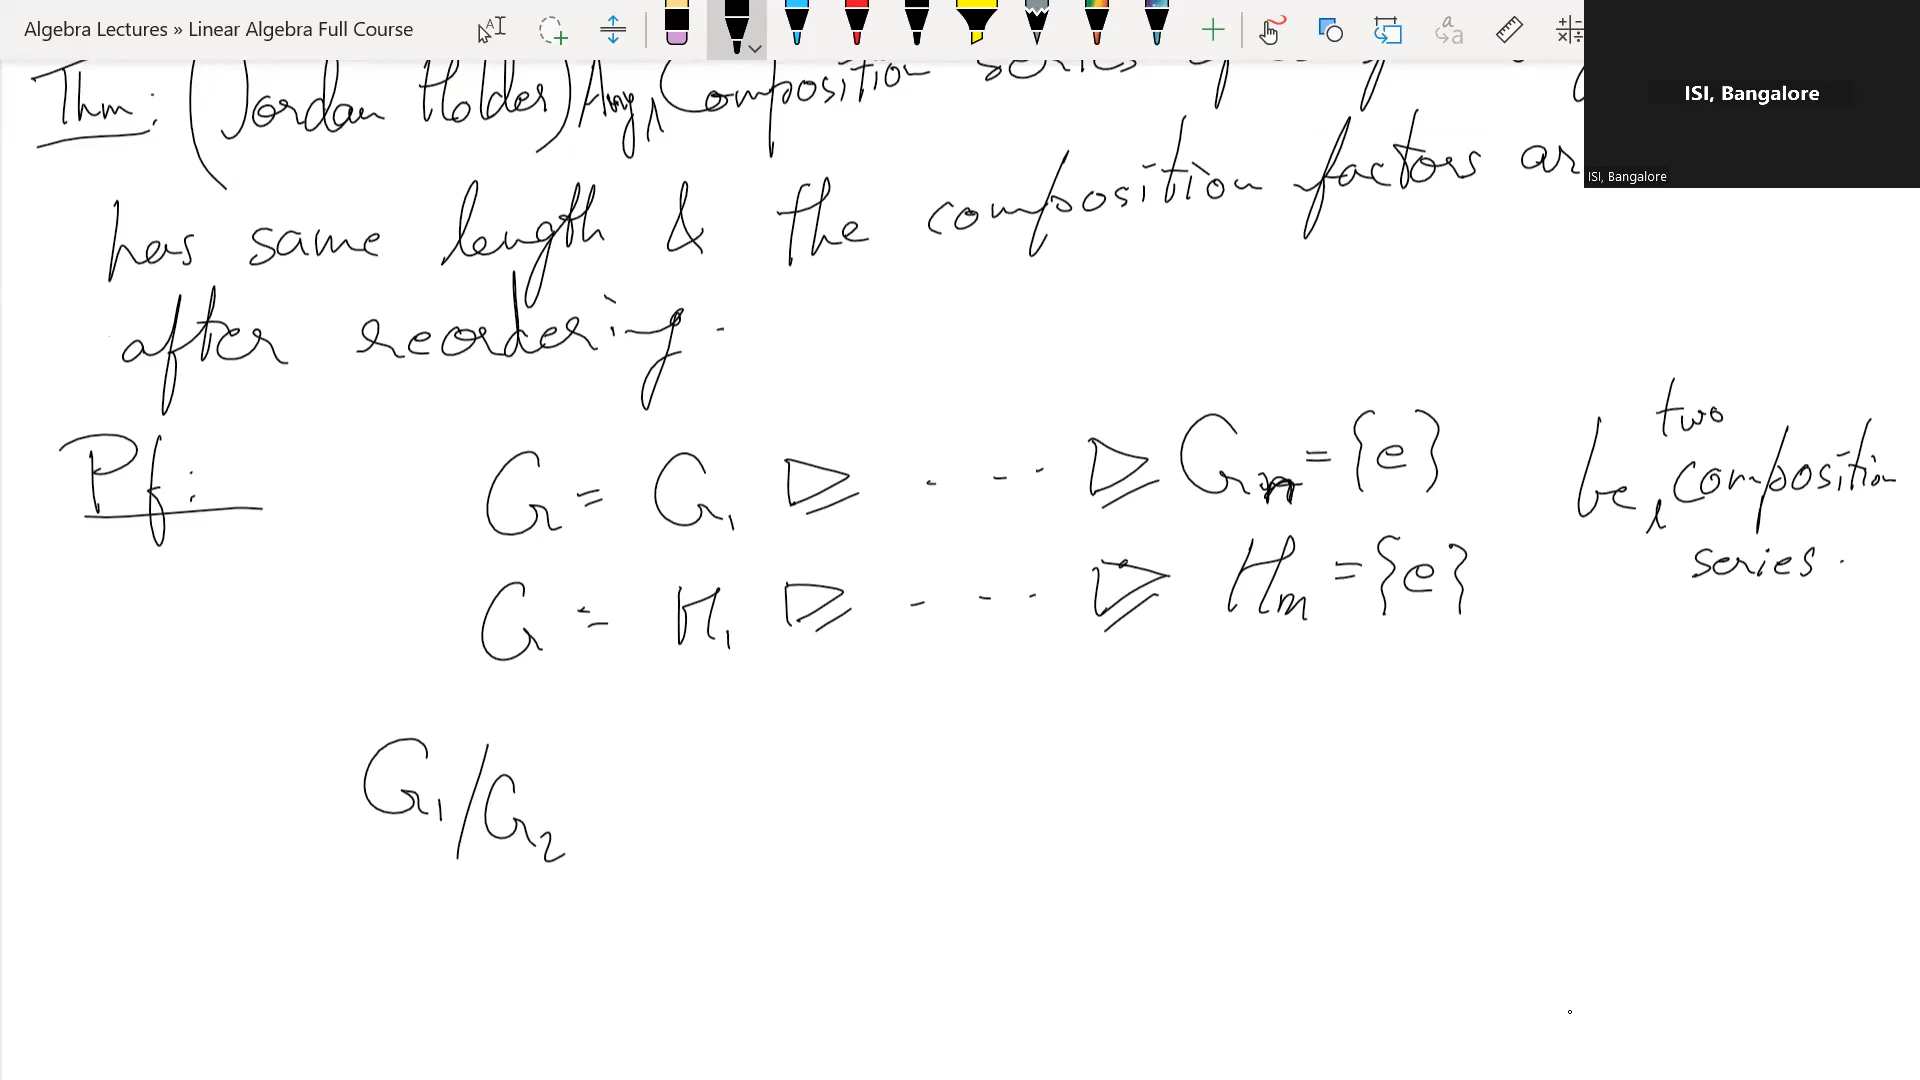 Algebra Lectures » Linear Algebra Full Course
ISI, Bangalore
ISI, Bangalore
Thm: (Jordan Holder) Any Composition series
has same length & the composition factors
after reordering.
Pf: G = G₁ ⊵ - - - ⊵ Gₙ = {e} be two composition
G = H₁ ⊵ - - - ⊵ Hₘ = {e} series.
G₁/G₂